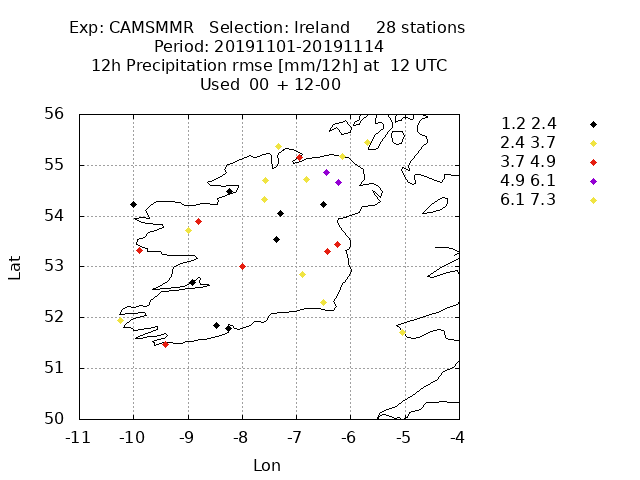 Exp: CAMSMMR   Selection: Ireland     28 stations
Period: 20191101-20191114
12h Precipitation rmse [mm/12h] at  12 UTC
Used  00  + 12-00
1.2 2.4
2.4 3.7
3.7 4.9
4.9 6.1
6.1 7.3
56
55
54
53
52
51
50
Lat
-11 -10 -9 -8 -7 -6 -5 -4
Lon